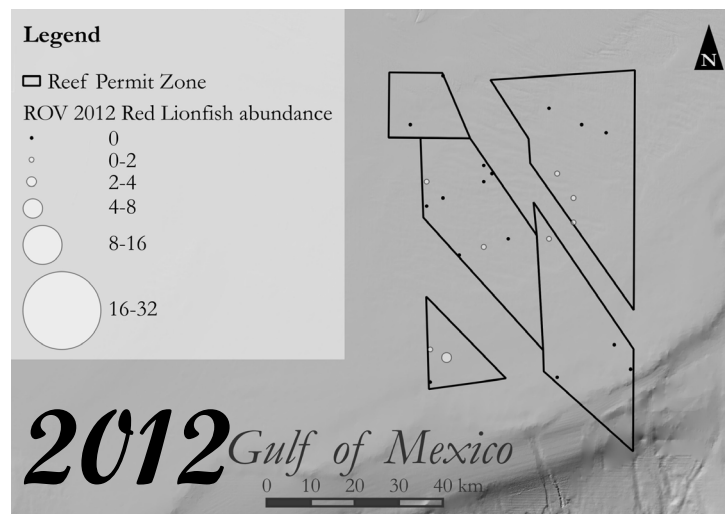 Legend
Reef Permit Zone
ROV 2012 Red Lionfish abundance
0
0-2
2-4
4-8
8-16
16-32
N
2012
Gulf of Mexico
0 10 20 30 40 km